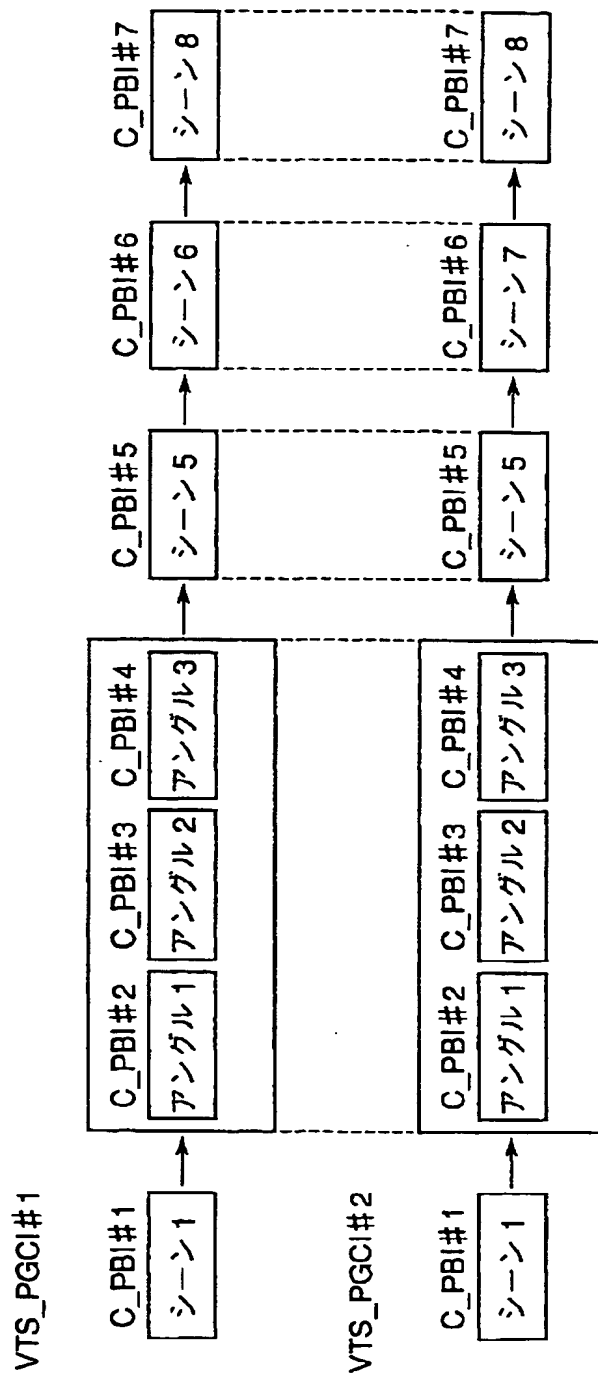 VTS_PGCI#1
C_PBI#1
シーン1
C_PBI#2
アングル1
C_PBI#3
アングル2
C_PBI#4
アングル3
C_PBI#5
シーン5
C_PBI#6
シーン6
C_PBI#7
シーン8
VTS_PGCI#2
C_PBI#1
シーン1
C_PBI#2
アングル1
C_PBI#3
アングル2
C_PBI#4
アングル3
C_PBI#5
シーン5
C_PBI#6
シーン7
C_PBI#7
シーン8